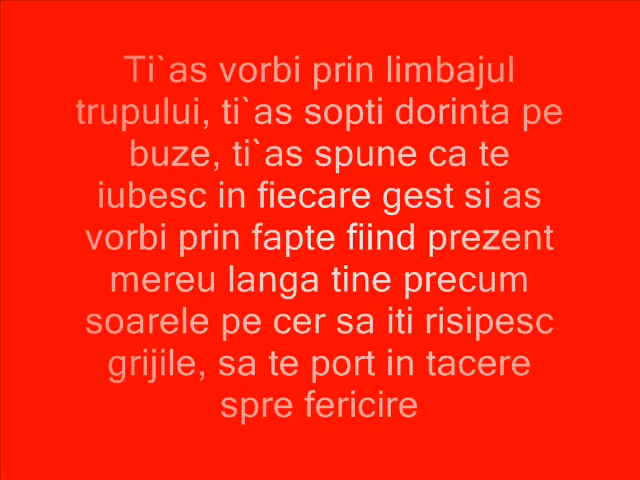 Ti`as vorbi prin limbajul
trupului, ti`as sopti dorinta pe
buze, ti`as spune ca te
iubesc in fiecare gest si as
vorbi prin fapte fiind prezent
mereu langa tine precum
soarele pe cer sa iti risipesc
grijile, sa te port in tacere
spre fericire